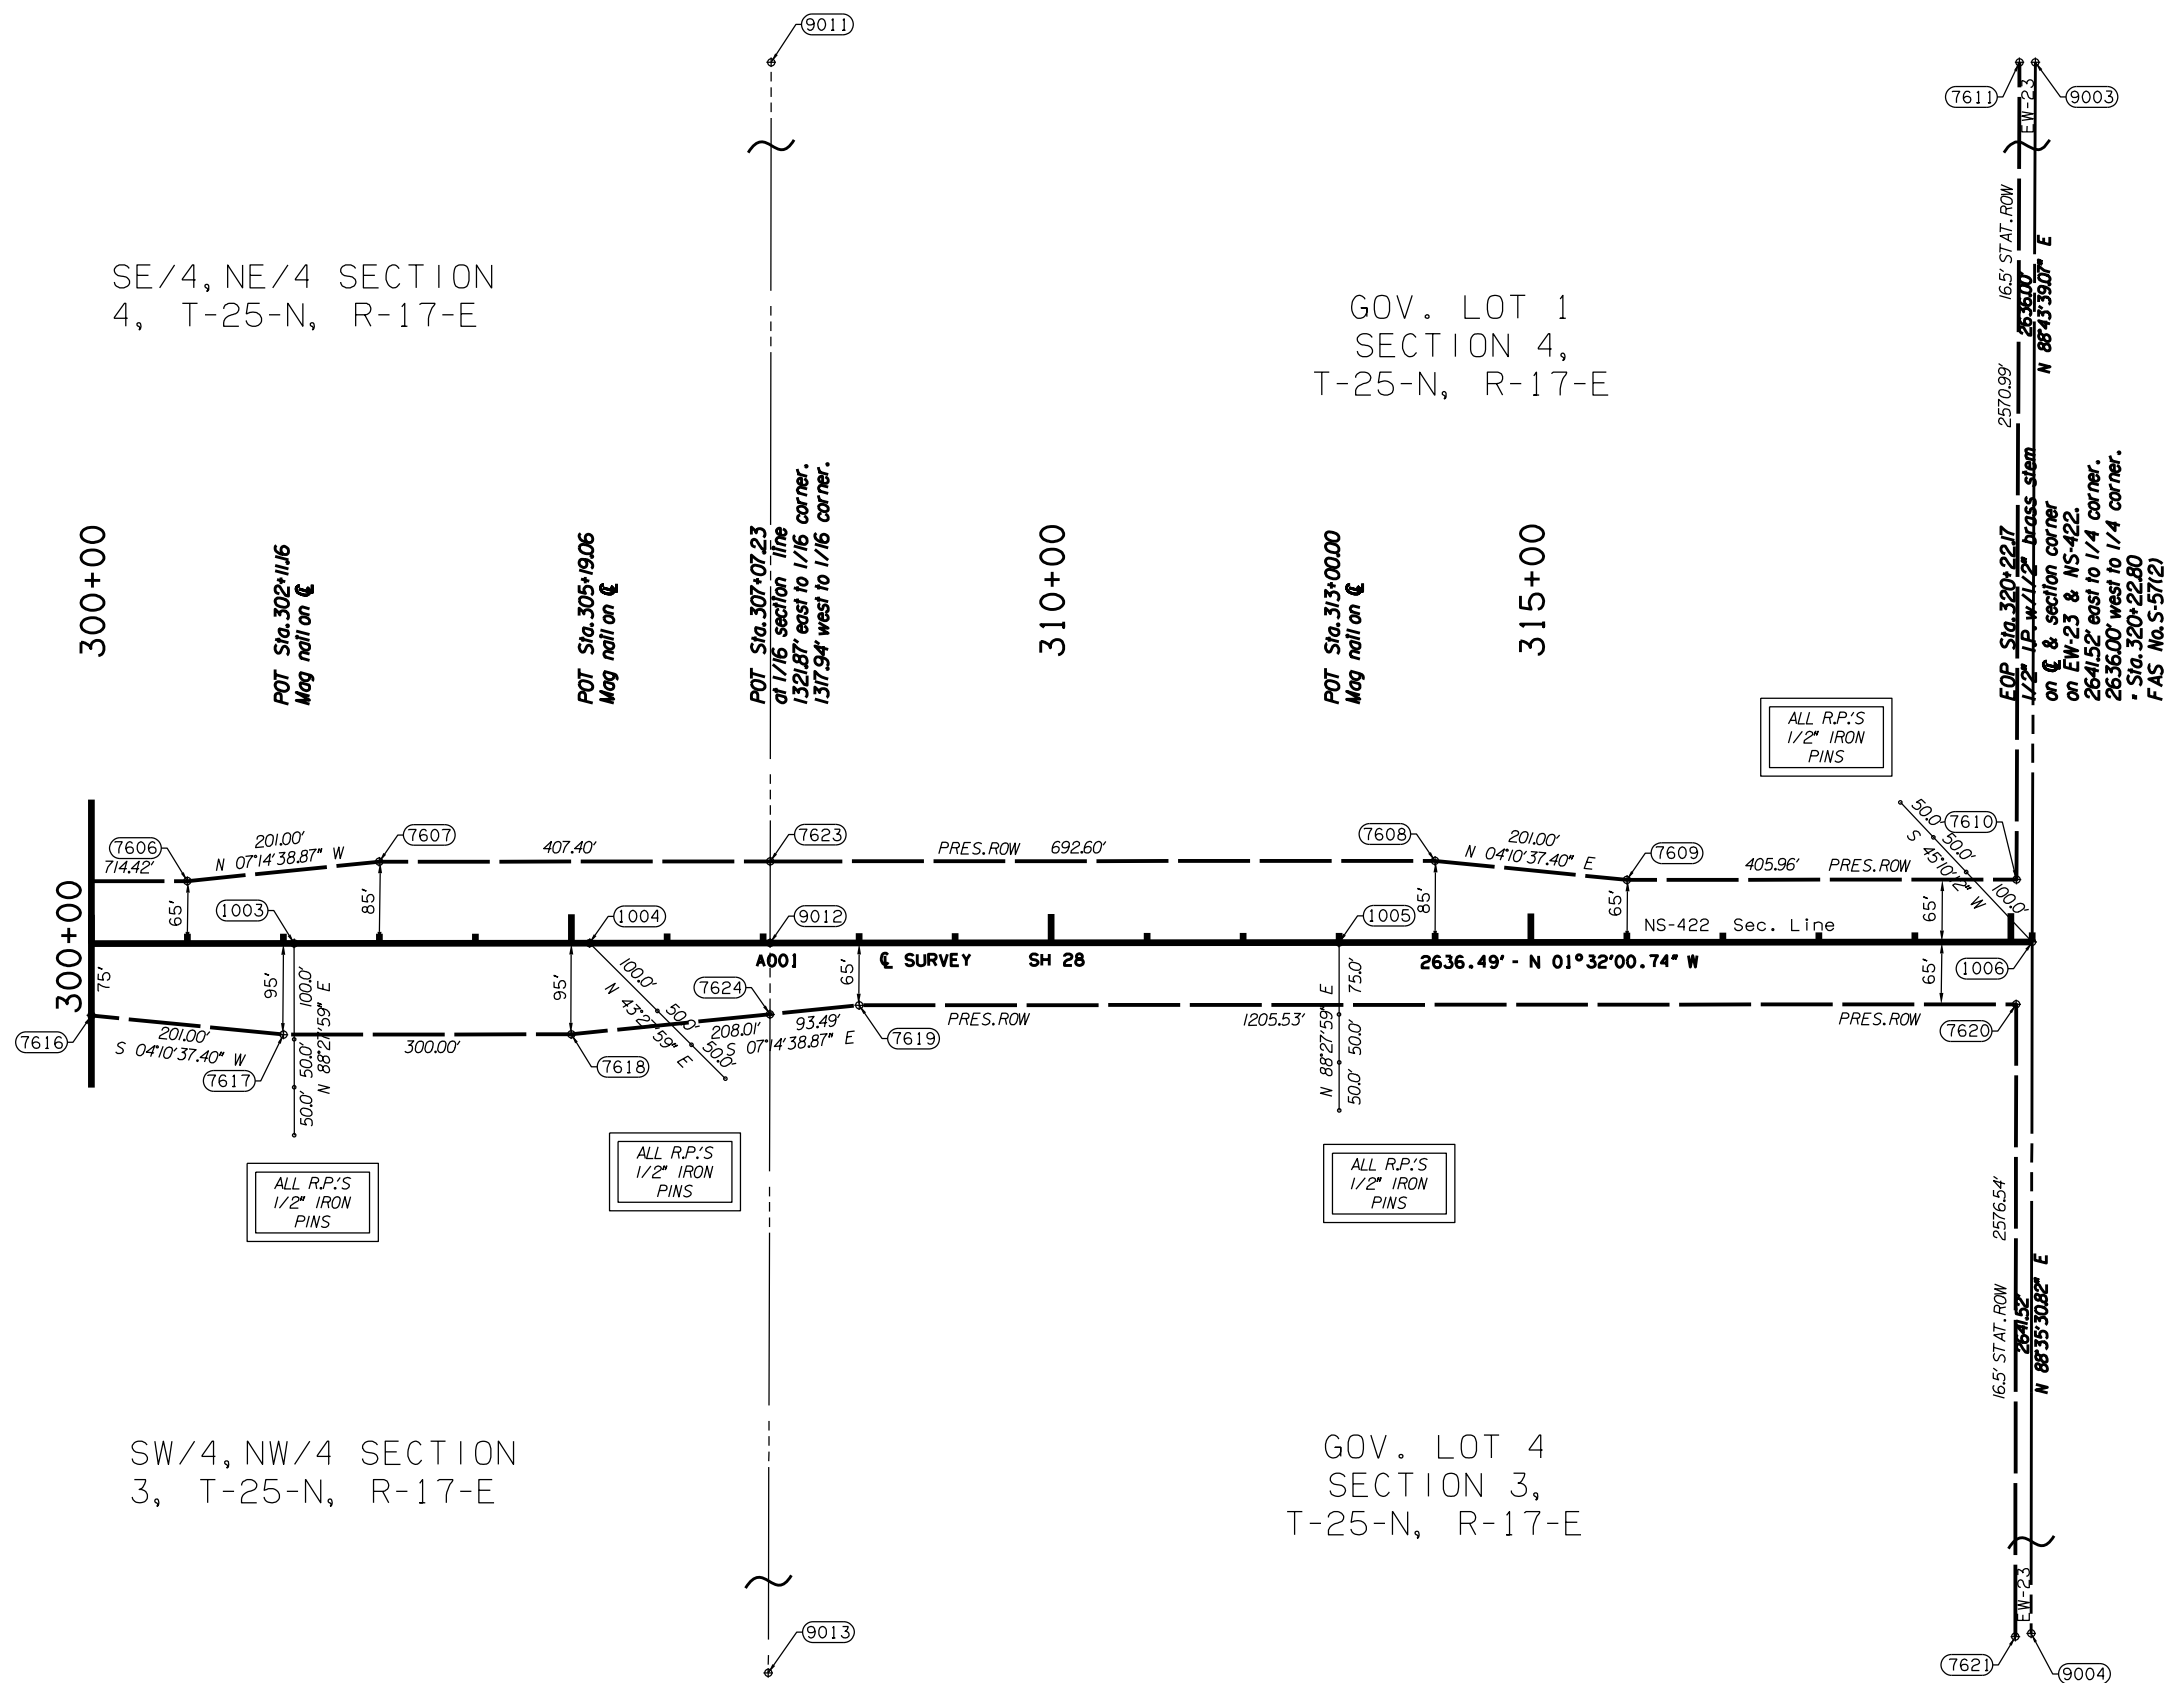 9011
7611
9003
EW-23
SE/4, NE/4 SECTION
4, T-25-N, R-17-E
GOV. LOT 1
SECTION 4,
T-25-N, R-17-E
16.5' STAT. ROW
2636.00'
N 88°43'39.07" E
2570.99'
300+00
POT Sta. 302+11.16
Mag nail on ℄
POT Sta. 305+19.06
Mag nail on ℄
POT Sta. 307+07.23
at 1/16 section line
1321.87' east to 1/16 corner.
1317.94' west to 1/16 corner.
310+00
POT Sta. 313+00.00
Mag nail on ℄
315+00
EOP Sta. 320+22.17
1/2" I.P. w/1/2" brass stem
on ℄ & section corner
on EW-23 & NS-422.
2641.52' east to 1/4 corner.
2636.00' west to 1/4 corner.
Sta. 320+22.80
FAS No. S-57(2)
ALL R.P.'S
1/2" IRON
PINS
7606
714.42'
201.00'
N 07°14'38.87" W
7607
407.40'
7623
PRES. ROW 692.60'
7608
201.00'
N 04°10'37.40" E
7609
405.96' PRES. ROW
50.0' 50.0' 100.0'
S 45°10'12" W
7610
65'
85'
85'
65'
65'
300+00
1003
1004
9012
1005
NS-422 Sec. Line
A001
℄ SURVEY
SH 28
2636.49' - N 01°32'00.74" W
1006
75'
95'
100.0'
50.0'
50.0'
N 88°27'59" E
95'
100.0'
50.0'
50.0'
N 43°27'59" E
7624
65'
75.0'
50.0'
50.0'
N 88°27'59" E
65'
7616
201.00'
S 04°10'37.40" W
7617
300.00'
7618
208.01'
93.49'
S 07°14'38.87" E
7619
PRES. ROW
1205.53'
PRES. ROW
7620
ALL R.P.'S
1/2" IRON
PINS
ALL R.P.'S
1/2" IRON
PINS
ALL R.P.'S
1/2" IRON
PINS
2576.54'
16.5' STAT. ROW
2641.52'
N 88°35'30.82" E
SW/4, NW/4 SECTION
3, T-25-N, R-17-E
GOV. LOT 4
SECTION 3,
T-25-N, R-17-E
EW-23
9013
7621
9004